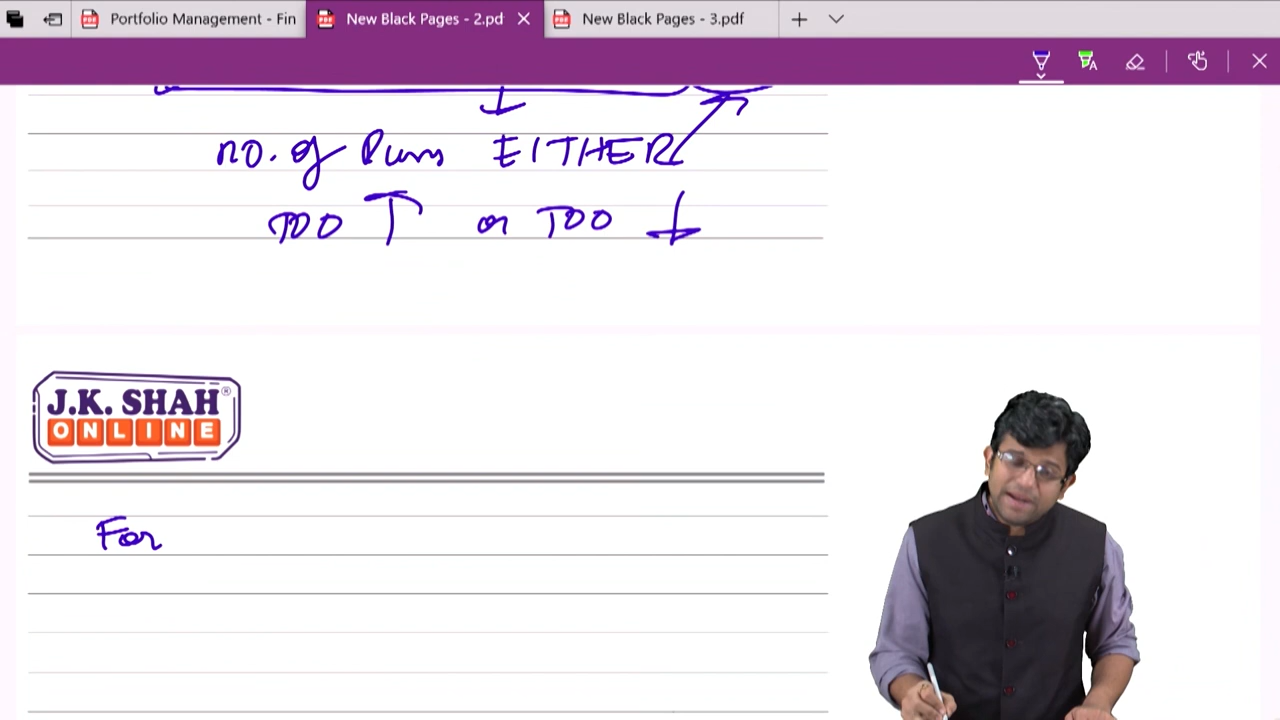 Portfolio Management - Fin
New Black Pages - 2.pd
New Black Pages - 3.pdf
NO. of Runs EITHER
TOO ↑ or TOO ↓
J.K. SHAH®
ONLINE
For